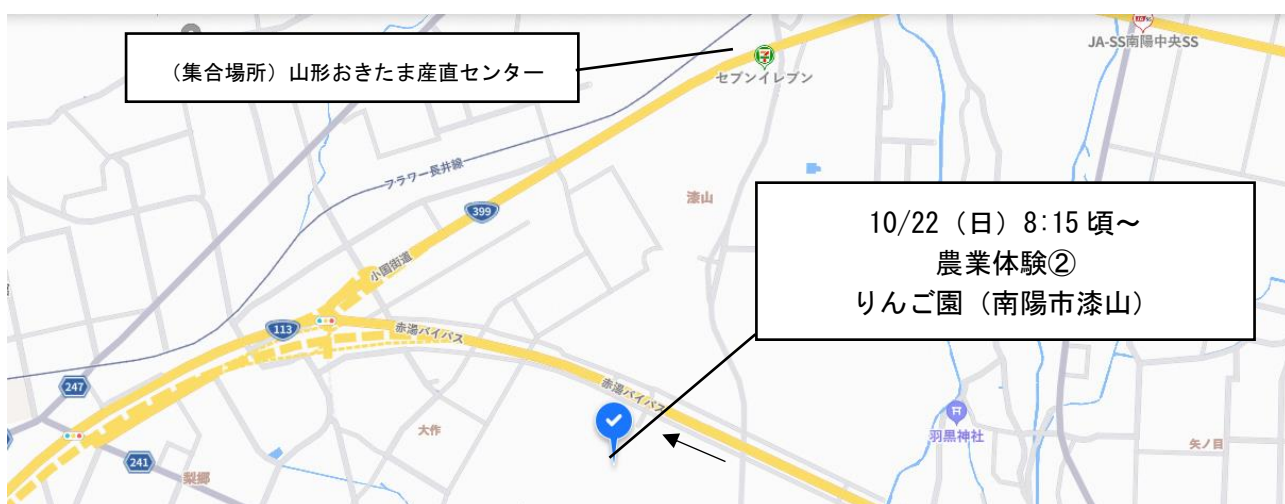 （集合場所）山形おきたま産直センター
セブンイレブン
JA-SS南陽中央SS
フラワー長井線
漆山
399
小国街道
10/22（日）8:15 頃～
農業体験②
りんご園（南陽市漆山）
113
赤湯バイパス
赤湯バイパス
247
大作
羽黒神社
矢ノ目
241
梨郷